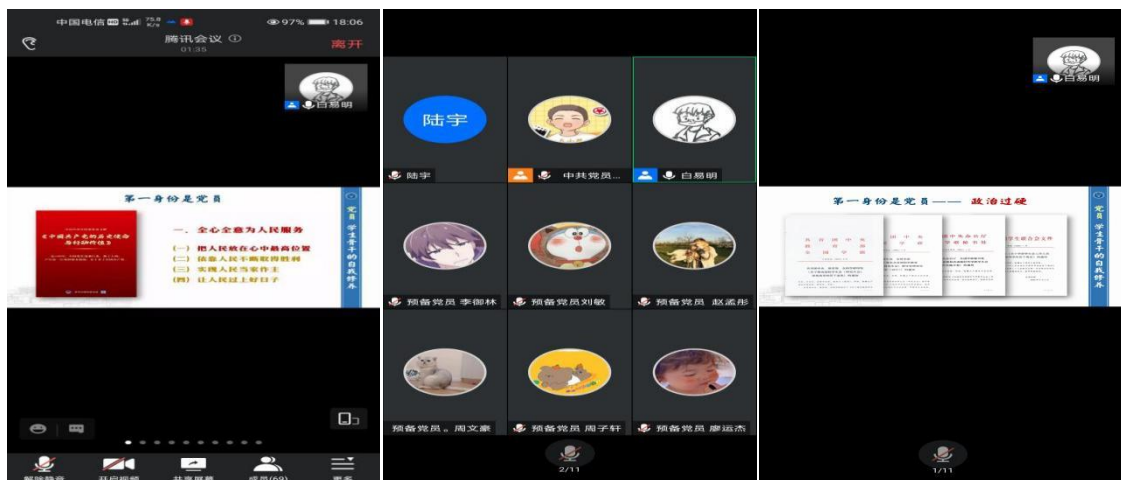 中国电信 HD 75.8 K/s 97% 18:06
腾讯会议
01:35
离开
白易明
第一身份是党员
《中国共产党的历史使命
与行动价值》
一、全心全意为人民服务
(一) 把人民放在心中最高位置
(二) 依靠人民不断取得胜利
(三) 实现人民当家作主
(四) 让人民过上好日子
党员学生骨干的自我修养
解除静音
开启视频
共享屏幕
成员(69)
更多
陆宇
陆宇
中共党员...
白易明
预备党员 李御林
预备党员刘敏
预备党员 赵孟彤
预备党员。周文豪
预备党员 周子轩
预备党员 廖运杰
2/11
白易明
第一身份是党员—— 政治过硬
党员学生骨干的自我修养
1/11